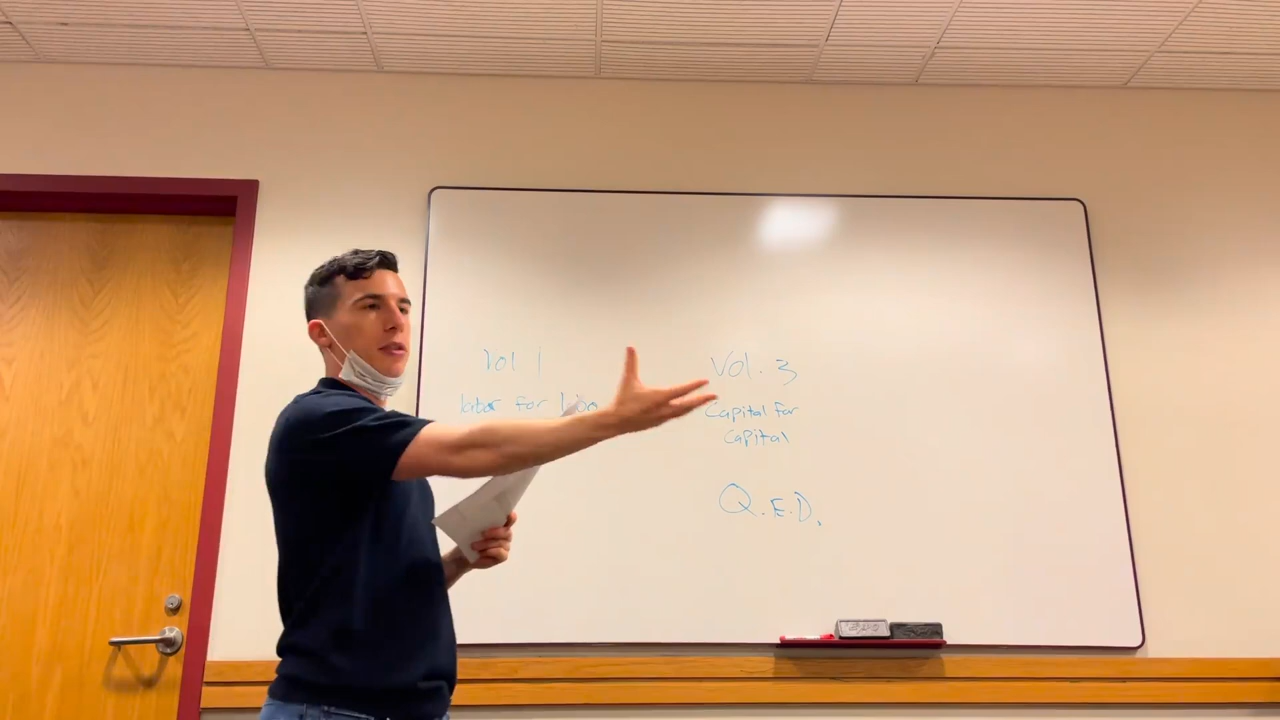 Vol 1
labor for
Vol. 3
Capital for
Capital
Q.E.D.